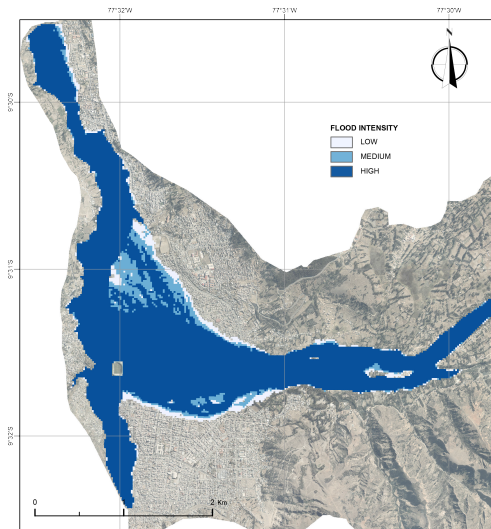 77°32'W 77°31'W 77°30'W
N
9°30'S
FLOOD INTENSITY
LOW
MEDIUM
HIGH
9°31'S
9°32'S
0 2 Km